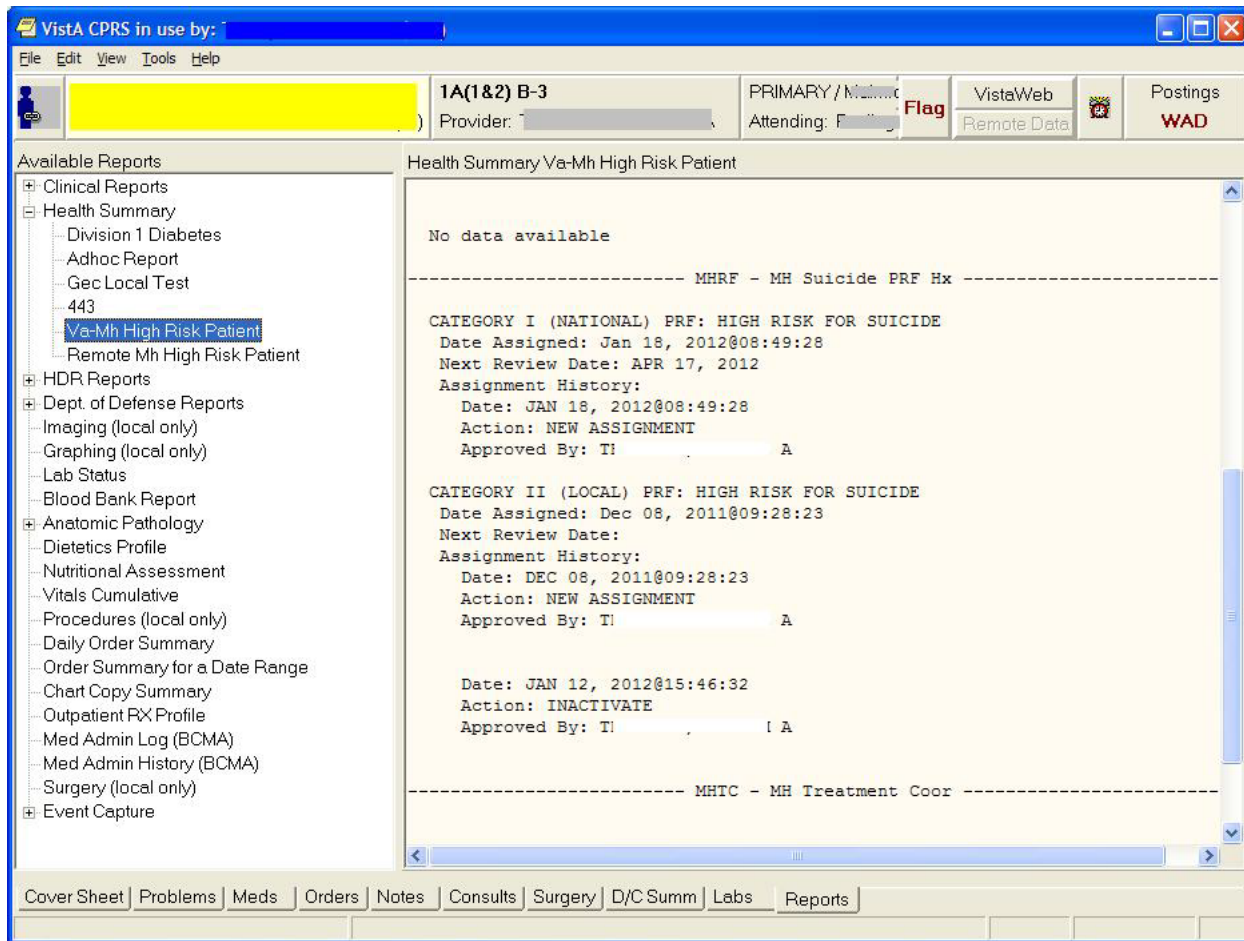 VistA CPRS in use by:
File Edit View Tools Help
1A(1&2) B-3
Provider:
PRIMARY /
Attending:
Flag
VistaWeb
Remote Data
Postings
WAD
Available Reports
Clinical Reports
Health Summary
Division 1 Diabetes
Adhoc Report
Gec Local Test
443
Va-Mh High Risk Patient
Remote Mh High Risk Patient
HDR Reports
Dept. of Defense Reports
Imaging (local only)
Graphing (local only)
Lab Status
Blood Bank Report
Anatomic Pathology
Dietetics Profile
Nutritional Assessment
Vitals Cumulative
Procedures (local only)
Daily Order Summary
Order Summary for a Date Range
Chart Copy Summary
Outpatient RX Profile
Med Admin Log (BCMA)
Med Admin History (BCMA)
Surgery (local only)
Event Capture
Health Summary Va-Mh High Risk Patient
No data available
-------------------------- MHRF - MH Suicide PRF Hx ------------------------
CATEGORY I (NATIONAL) PRF: HIGH RISK FOR SUICIDE
Date Assigned: Jan 18, 2012@08:49:28
Next Review Date: APR 17, 2012
Assignment History:
Date: JAN 18, 2012@08:49:28
Action: NEW ASSIGNMENT
Approved By: A
CATEGORY II (LOCAL) PRF: HIGH RISK FOR SUICIDE
Date Assigned: Dec 08, 2011@09:28:23
Next Review Date:
Assignment History:
Date: DEC 08, 2011@09:28:23
Action: NEW ASSIGNMENT
Approved By: A
Date: JAN 12, 2012@15:46:32
Action: INACTIVATE
Approved By: A
-------------------------- MHTC - MH Treatment Coor ------------------------
Cover Sheet Problems Meds Orders Notes Consults Surgery D/C Summ Labs Reports